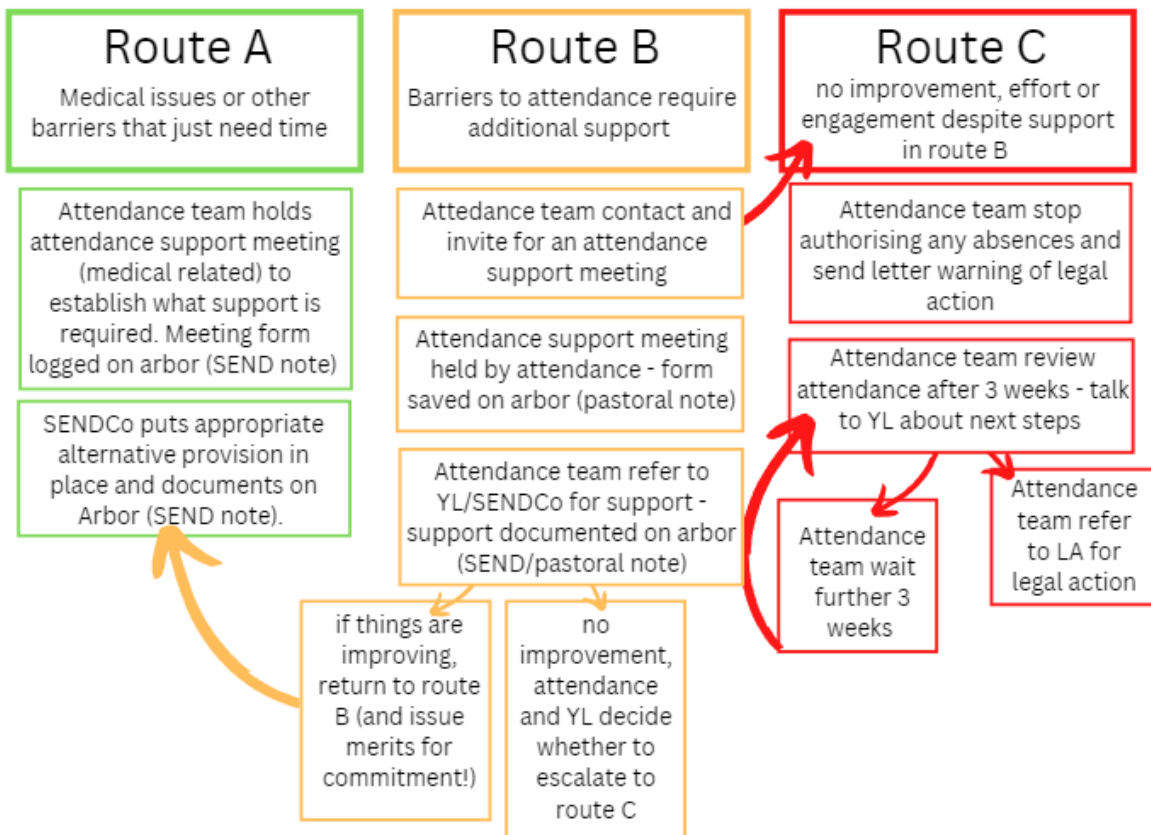 Route A
Medical issues or other
barriers that just need time
Attendance team holds
attendance support meeting
(medical related) to
establish what support is
required. Meeting form
logged on arbor (SEND note)
SENDCo puts appropriate
alternative provision in
place and documents on
Arbor (SEND note).
Route B
Barriers to attendance require
additional support
Attedance team contact and
invite for an attendance
support meeting
Attendance support meeting
held by attendance - form
saved on arbor (pastoral note)
Attendance team refer to
YL/SENDCo for support -
support documented on arbor
(SEND/pastoral note)
if things are
improving,
return to route
B (and issue
merits for
commitment!)
no
improvement,
attendance
and YL decide
whether to
escalate to
route C
Route C
no improvement, effort or
engagement despite support
in route B
Attendance team stop
authorising any absences and
send letter warning of legal
action
Attendance team review
attendance after 3 weeks - talk
to YL about next steps
Attendance
team wait
further 3
weeks
Attendance
team refer
to LA for
legal action